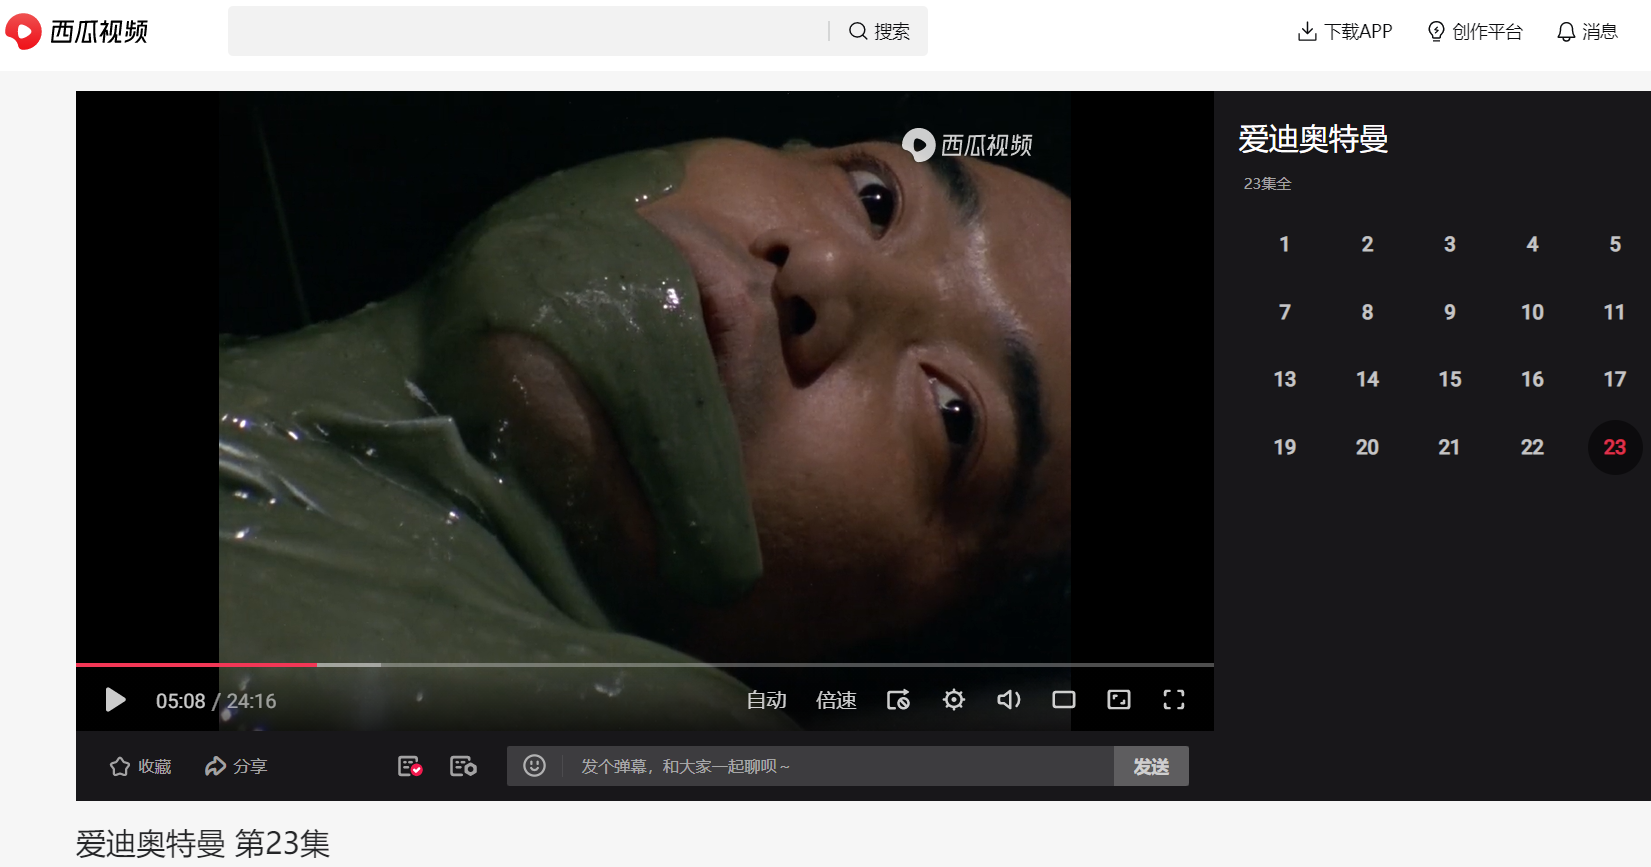 西瓜视频
搜索
下载APP
创作平台
消息
西瓜视频
爱迪奥特曼
23集全
1 2 3 4 5
7 8 9 10 11
13 14 15 16 17
19 20 21 22 23
05:08 / 24:16
自动
倍速
收藏
分享
发个弹幕，和大家一起聊呗~
发送
爱迪奥特曼 第23集